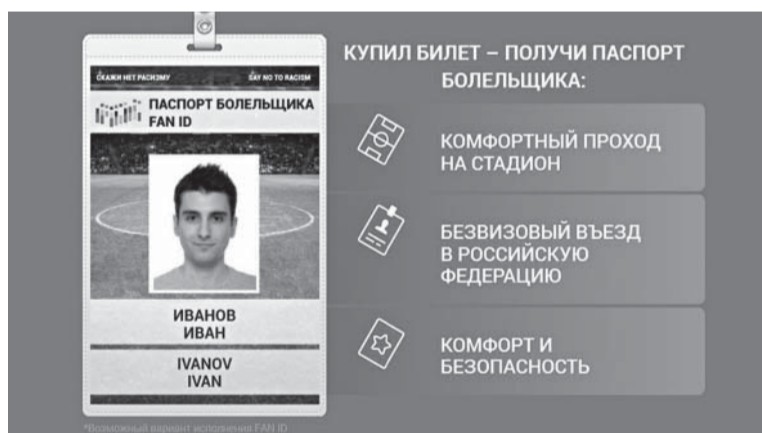 СКАЖИ НЕТ РАСИЗМУ SAY NO TO RACISM
ПАСПОРТ БОЛЕЛЬЩИКА
FAN ID
ИВАНОВ
ИВАН
IVANOV
IVAN
КУПИЛ БИЛЕТ – ПОЛУЧИ ПАСПОРТ
БОЛЕЛЬЩИКА:
КОМФОРТНЫЙ ПРОХОД
НА СТАДИОН
БЕЗВИЗОВЫЙ ВЪЕЗД
В РОССИЙСКУЮ
ФЕДЕРАЦИЮ
КОМФОРТ И
БЕЗОПАСНОСТЬ
*Возможный вариант исполнения FAN ID